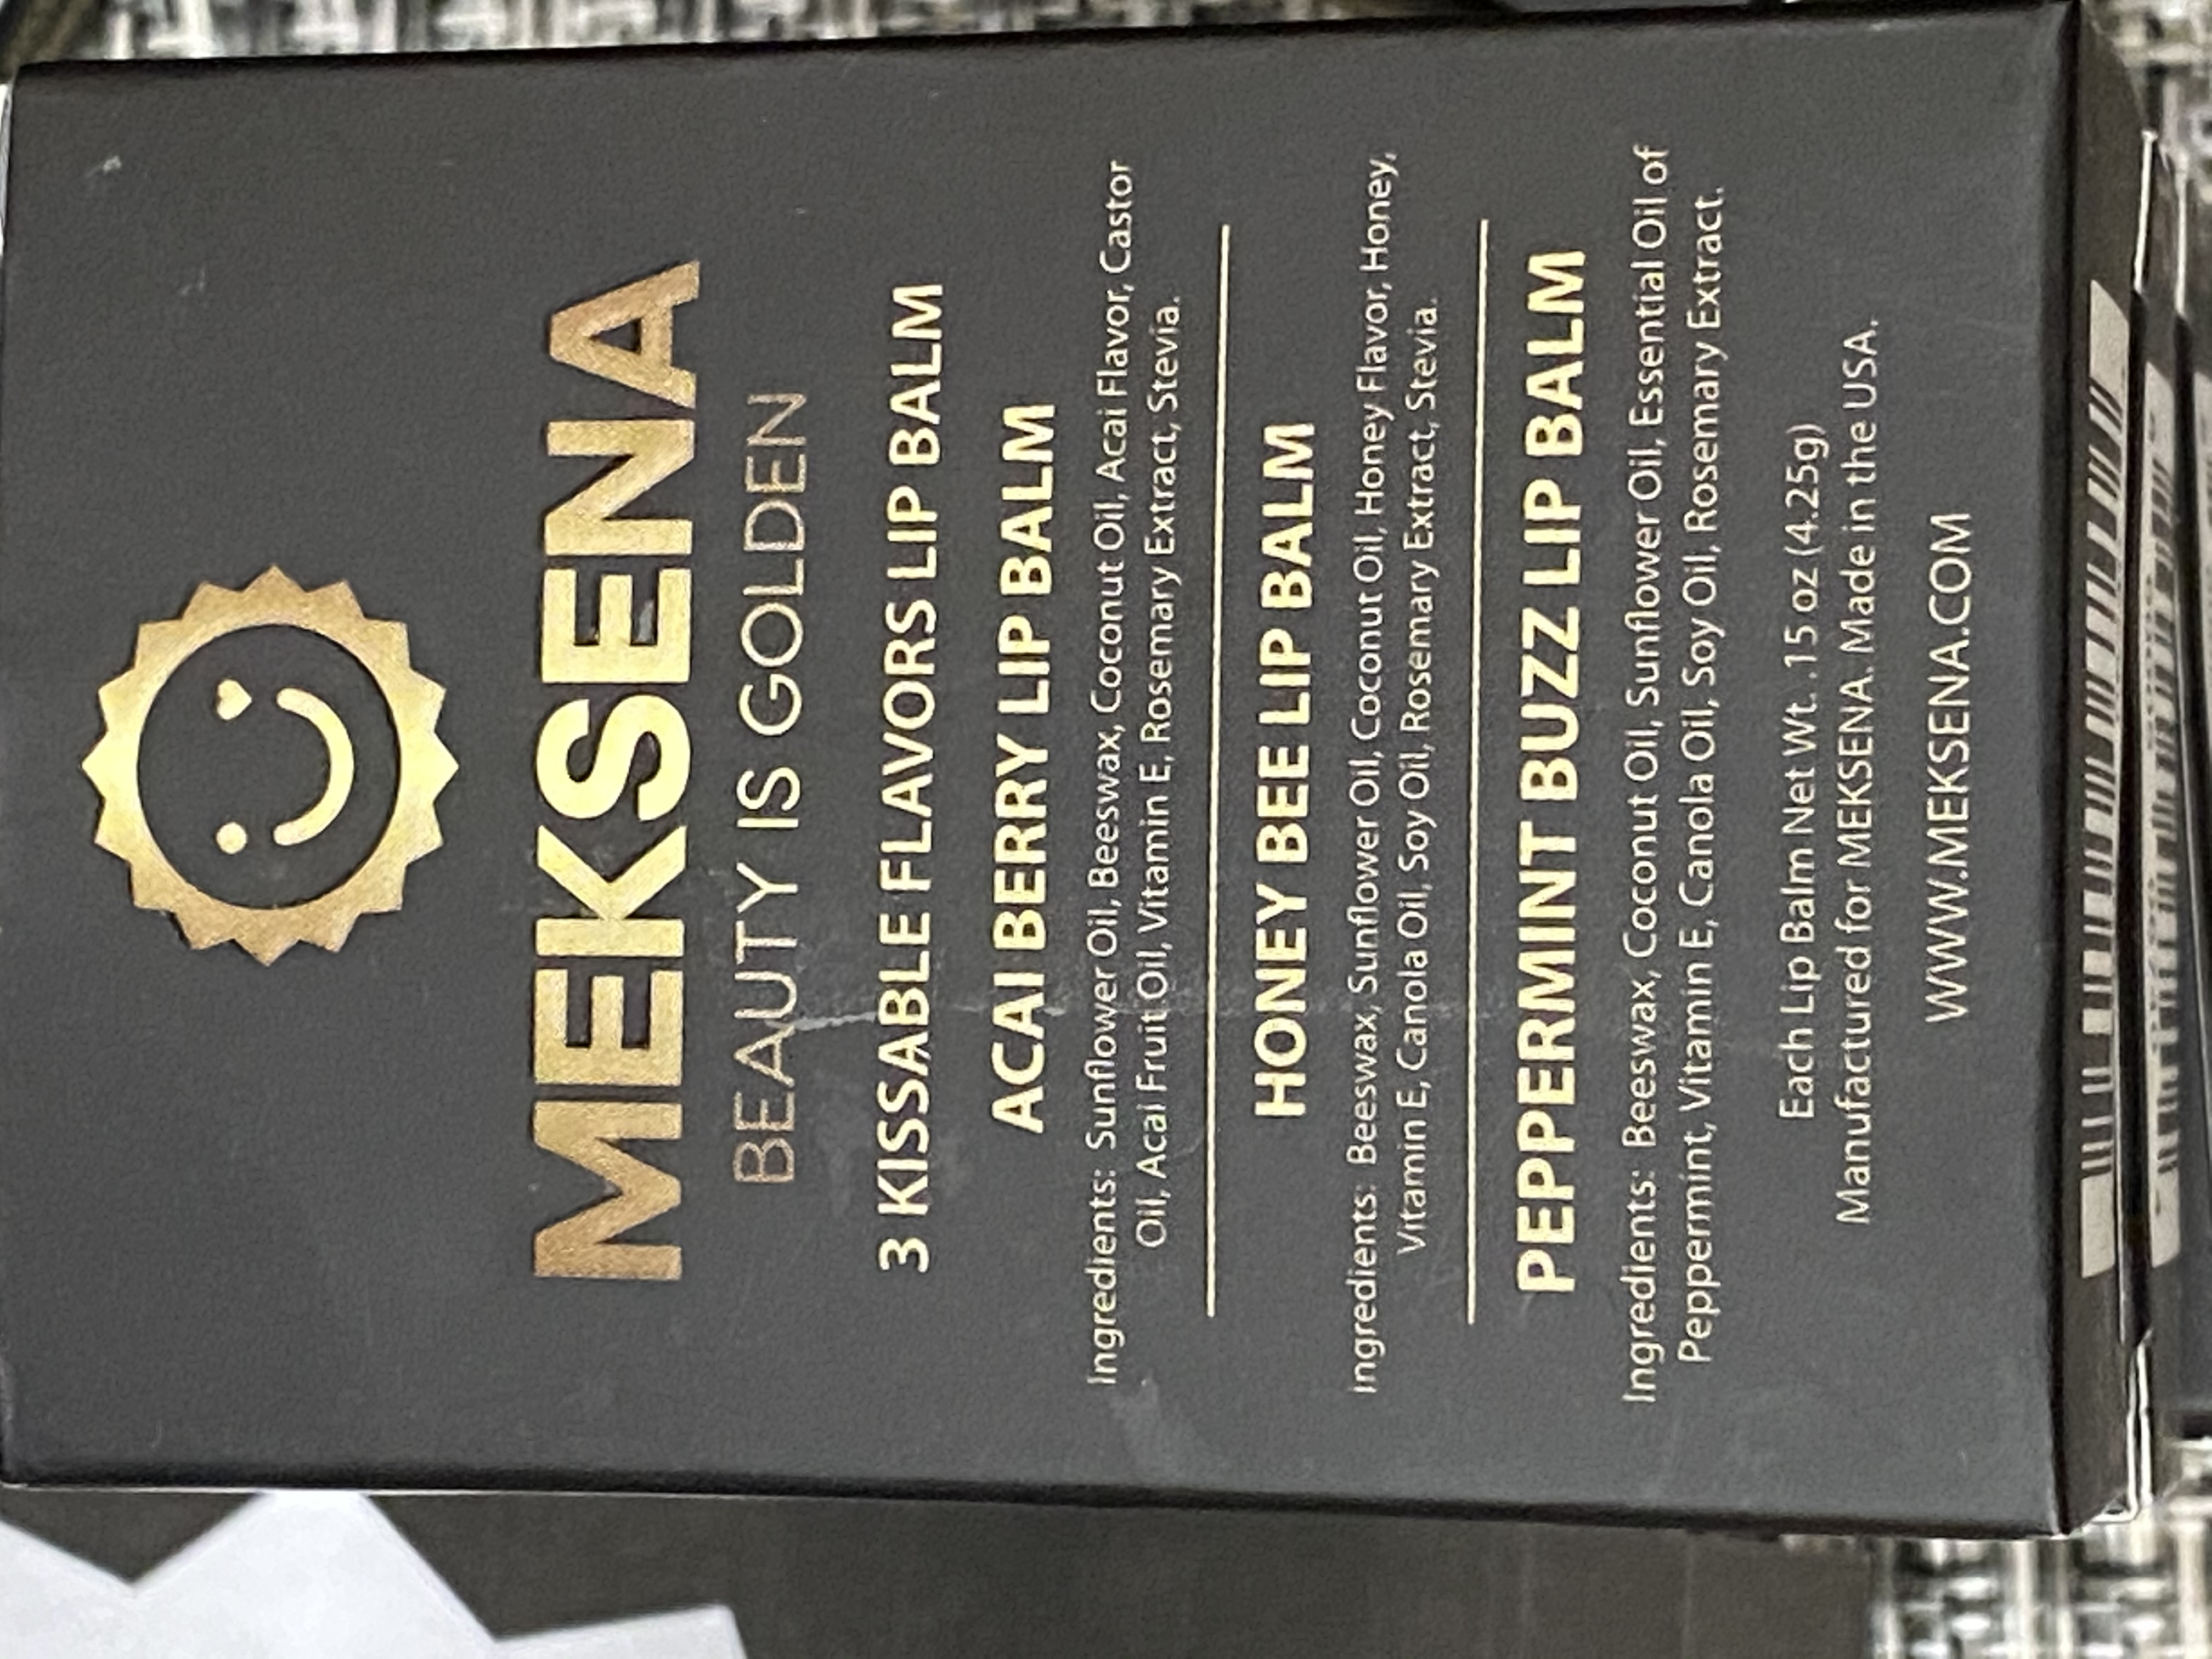 MEKSENA
BEAUTY IS GOLDEN
3 KISSABLE FLAVORS LIP BALM
ACAI BERRY LIP BALM
Ingredients: Sunflower Oil, Beeswax, Coconut Oil, Acai Flavor, Castor
Oil, Acai Fruit Oil, Vitamin E, Rosemary Extract, Stevia.
HONEY BEE LIP BALM
Ingredients: Beeswax, Sunflower Oil, Coconut Oil, Honey Flavor, Honey,
Vitamin E, Canola Oil, Soy Oil, Rosemary Extract, Stevia.
PEPPERMINT BUZZ LIP BALM
Ingredients: Beeswax, Coconut Oil, Sunflower Oil, Essential Oil of
Peppermint, Vitamin E, Canola Oil, Soy Oil, Rosemary Extract.
Each Lip Balm Net Wt. .15 oz (4.25g)
Manufactured for MEKSENA. Made in the USA.
WWW.MEKSENA.COM